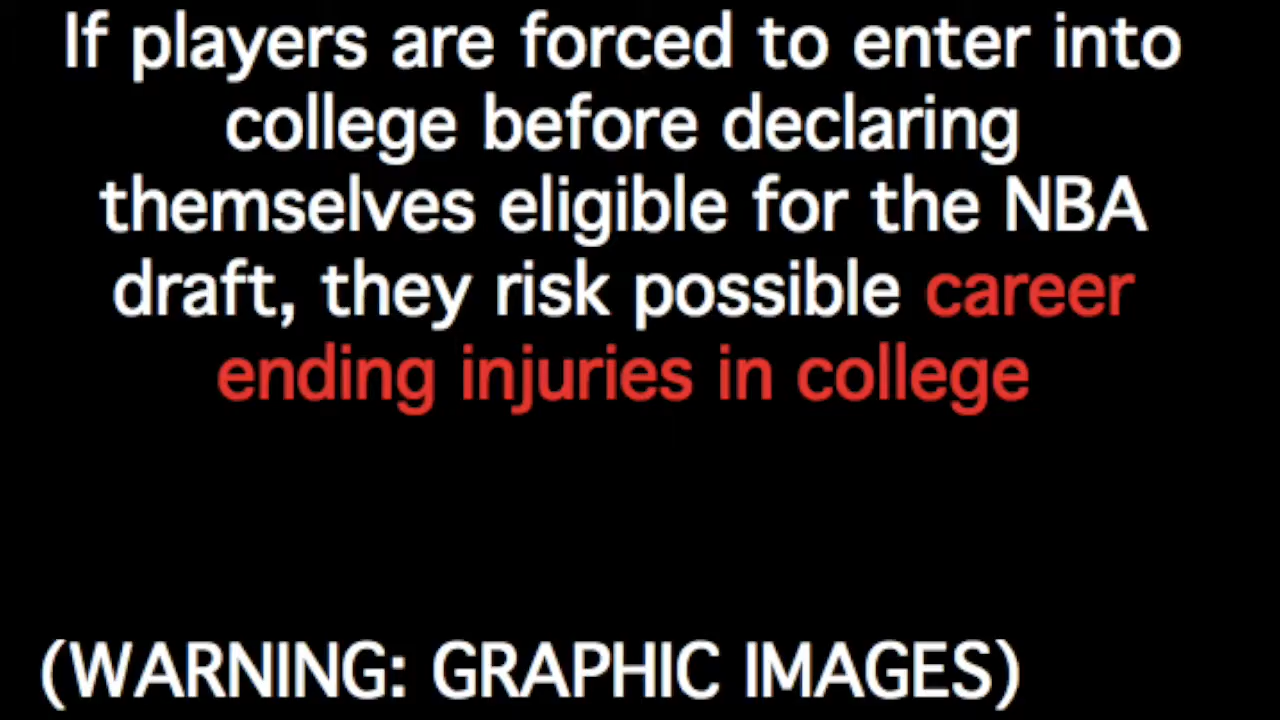 If players are forced to enter into
college before declaring
themselves eligible for the NBA
draft, they risk possible career
ending injuries in college
(WARNING: GRAPHIC IMAGES)